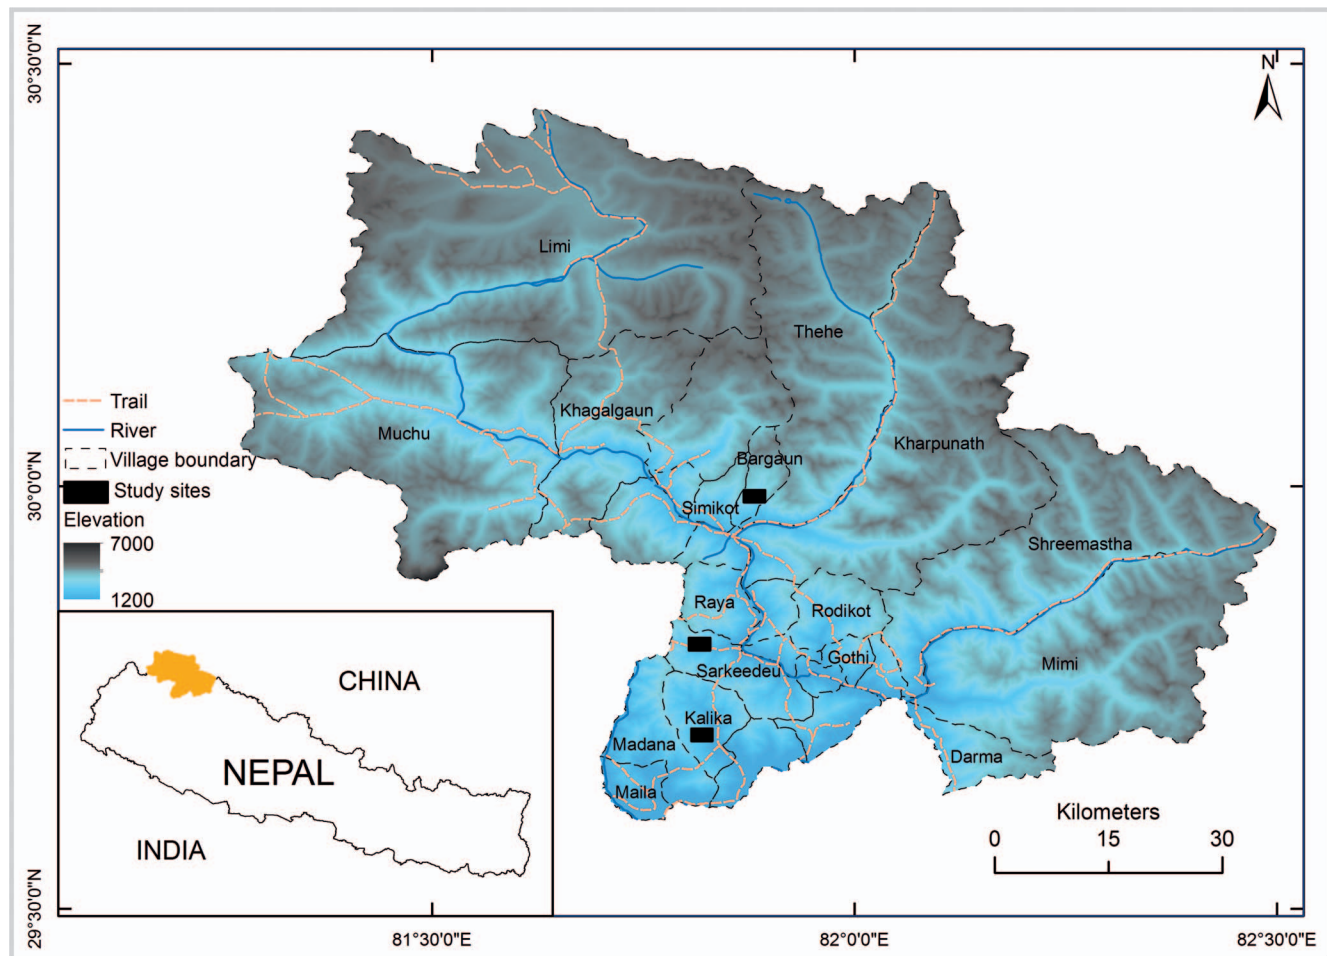 30°30'0"N
N
Limi
Thehe
Trail
Khagalgaun
River
Muchu
Kharpunath
Village boundary
Bargaun
30°0'0"N
Study sites
Simikot
Elevation
7000
Shreemastha
1200
Raya
Rodikot
Gothi
Mimi
Sarkeedeu
CHINA
Kalika
Madana
Darma
NEPAL
Maila
Kilometers
INDIA
0 15 30
29°30'0"N
81°30'0"E
82°0'0"E
82°30'0"E